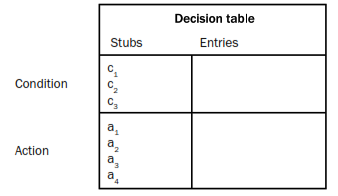 Decision table
Stubs Entries
Condition
c₁
c₂
c₃
Action
a₁
a₂
a₃
a₄